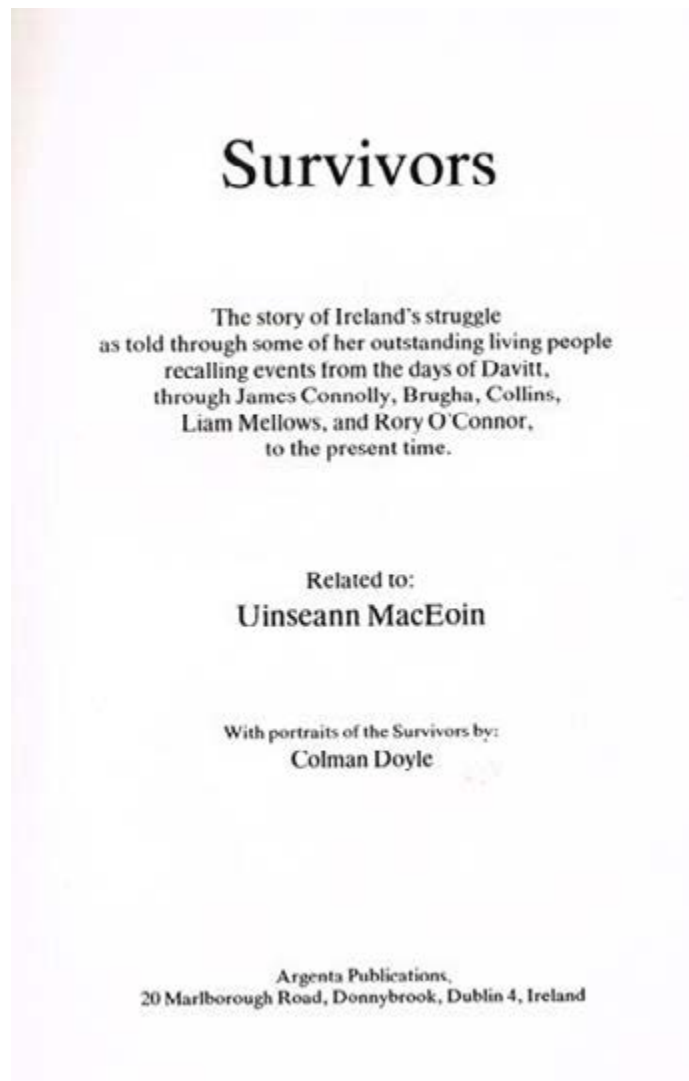 Survivors
The story of Ireland's struggle
as told through some of her outstanding living people
recalling events from the days of Davitt,
through James Connolly, Brugha, Collins,
Liam Mellows, and Rory O'Connor,
to the present time.
Related to:
Uinseann MacEoin
With portraits of the Survivors by:
Colman Doyle
Argenta Publications,
20 Marlborough Road, Donnybrook, Dublin 4, Ireland